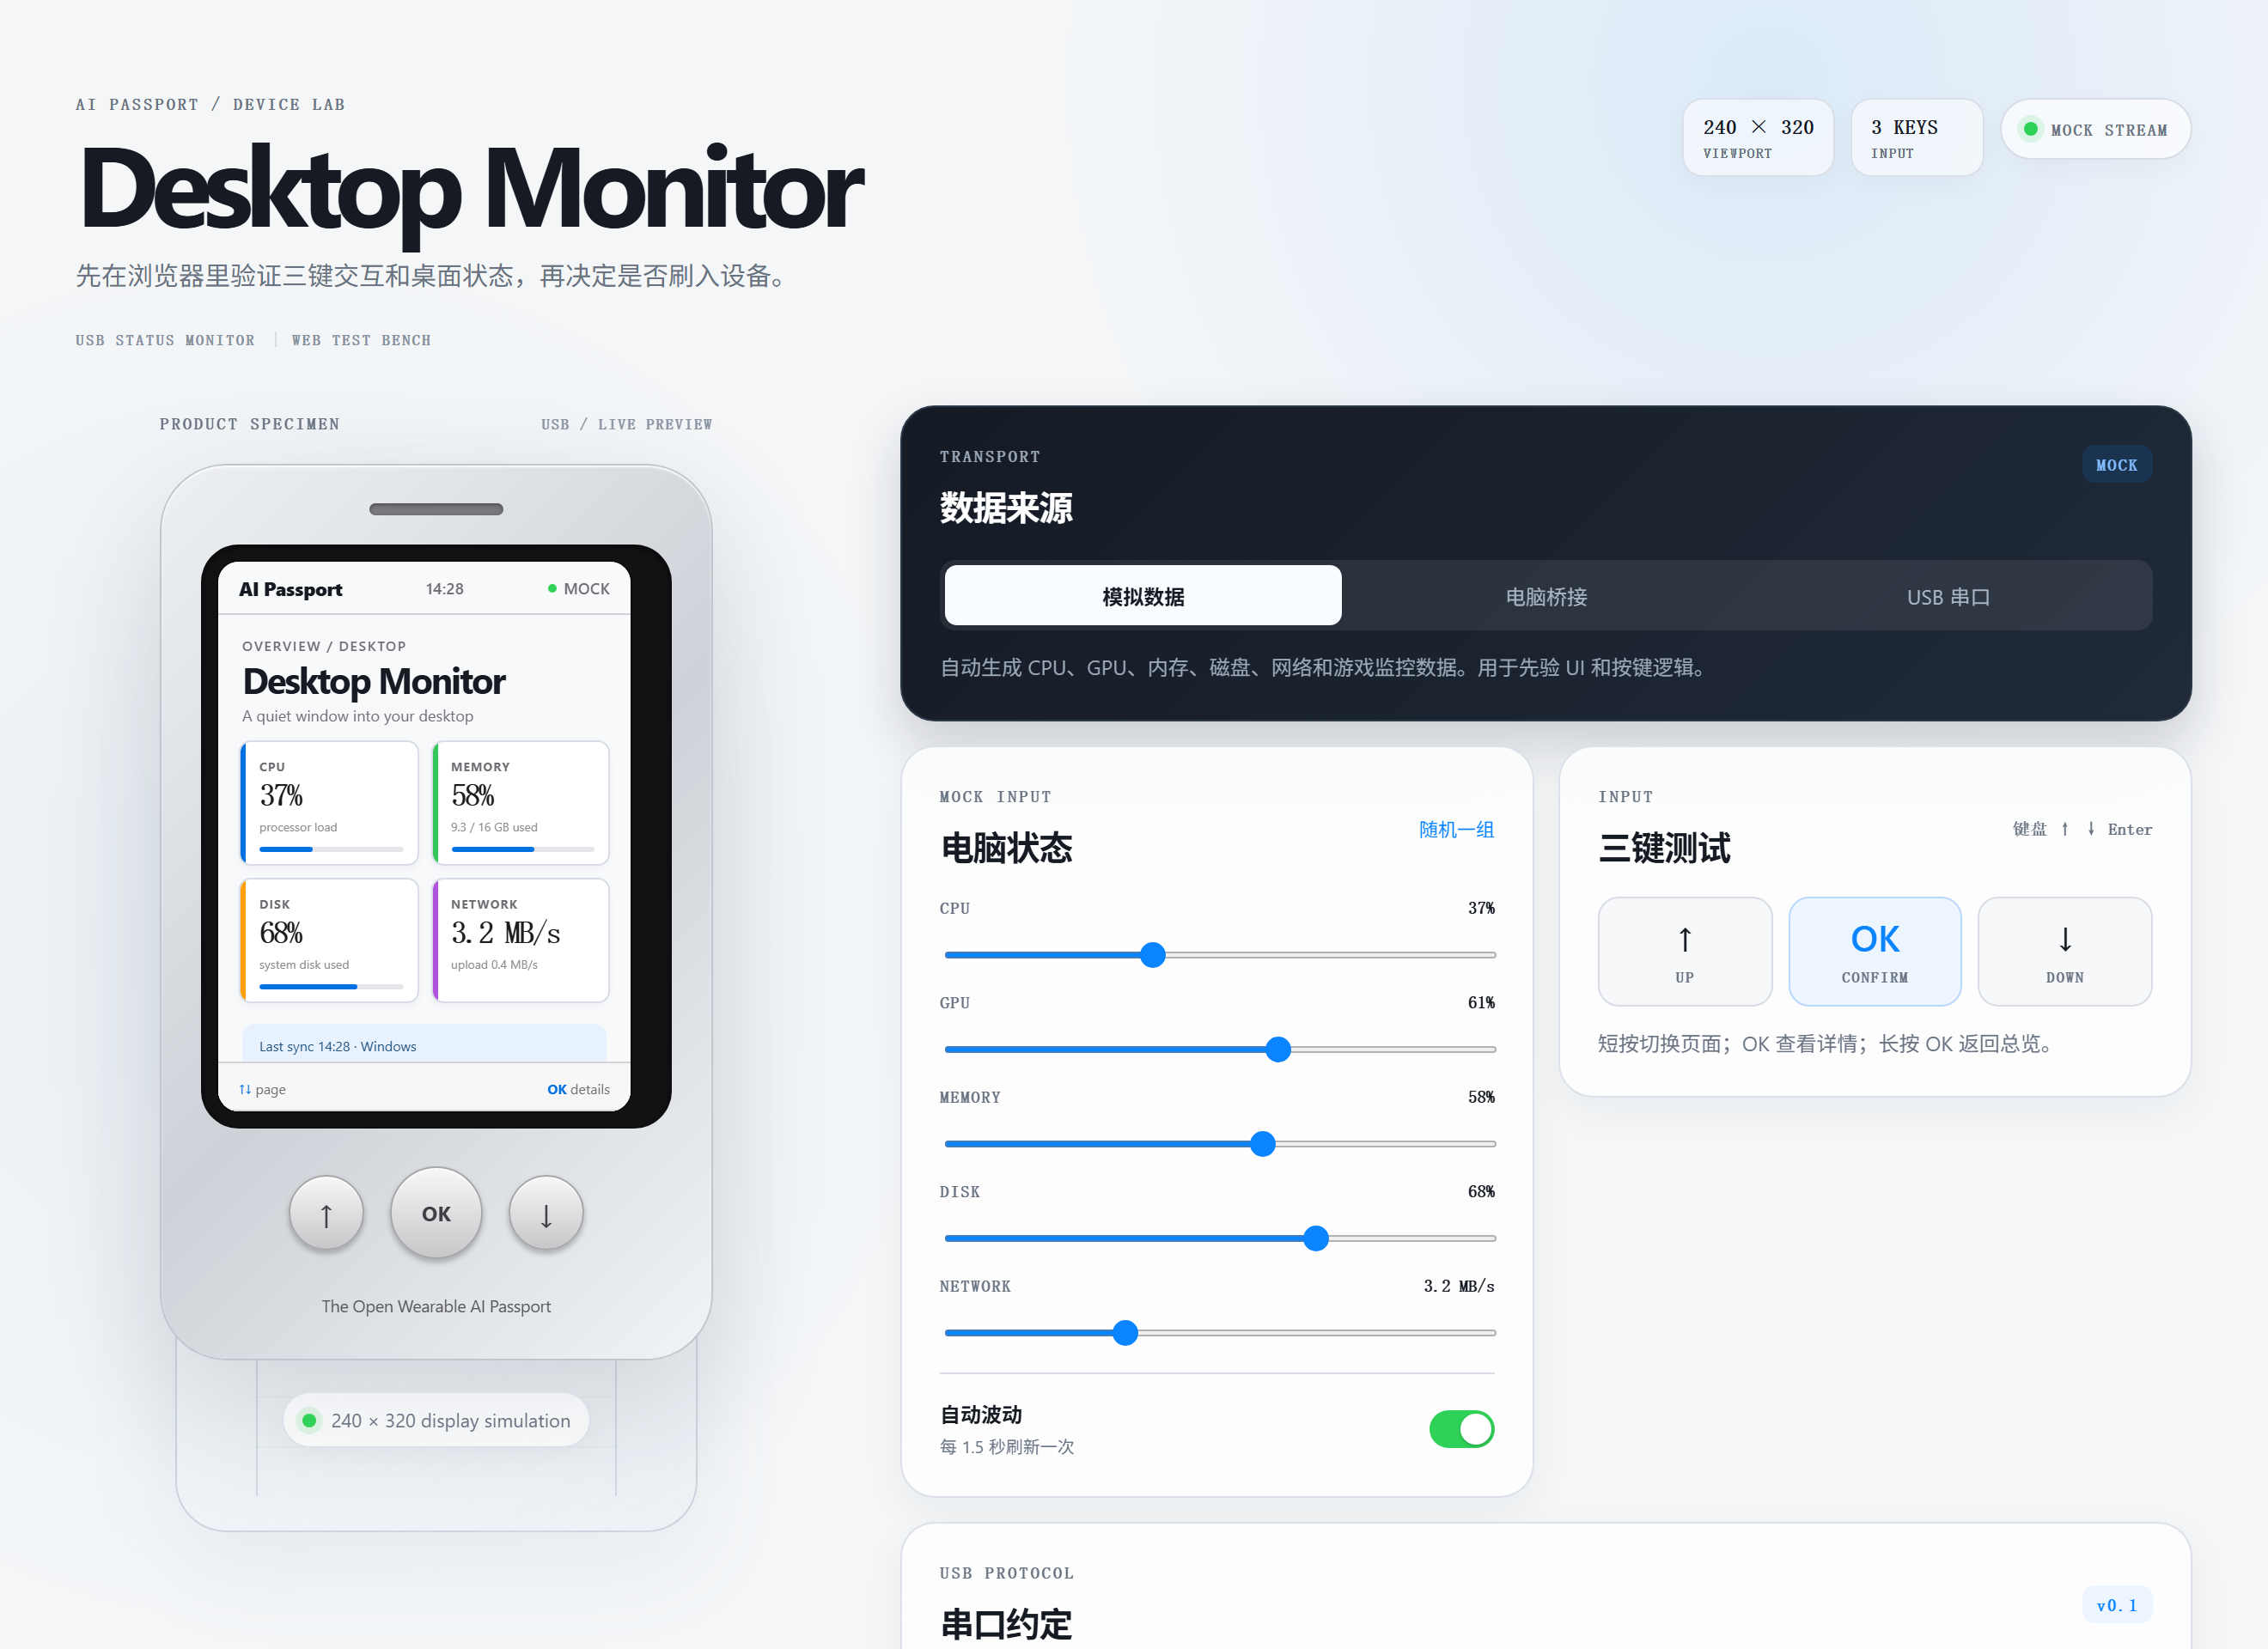 AI PASSPORT / DEVICE LAB
Desktop Monitor
先在浏览器里验证三键交互和桌面状态，再决定是否刷入设备。
USB STATUS MONITOR
WEB TEST BENCH
240 × 320
VIEWPORT
3 KEYS
INPUT
MOCK STREAM
PRODUCT SPECIMEN
USB / LIVE PREVIEW
AI Passport
14:28
MOCK
OVERVIEW / DESKTOP
Desktop Monitor
A quiet window into your desktop
CPU
37%
processor load
MEMORY
58%
9.3 / 16 GB used
DISK
68%
system disk used
NETWORK
3.2 MB/s
upload 0.4 MB/s
Last sync 14:28 · Windows
↑↓ page
OK details
↑
OK
↓
The Open Wearable AI Passport
240 × 320 display simulation
TRANSPORT
MOCK
数据来源
模拟数据
电脑桥接
USB 串口
自动生成 CPU、GPU、内存、磁盘、网络和游戏监控数据。用于先验 UI 和按键逻辑。
MOCK INPUT
电脑状态
随机一组
CPU
37%
GPU
61%
MEMORY
58%
DISK
68%
NETWORK
3.2 MB/s
自动波动
每 1.5 秒刷新一次
INPUT
三键测试
键盘 ↑ ↓ Enter
↑
UP
OK
CONFIRM
↓
DOWN
短按切换页面；OK 查看详情；长按 OK 返回总览。
USB PROTOCOL
串口约定
v0.1